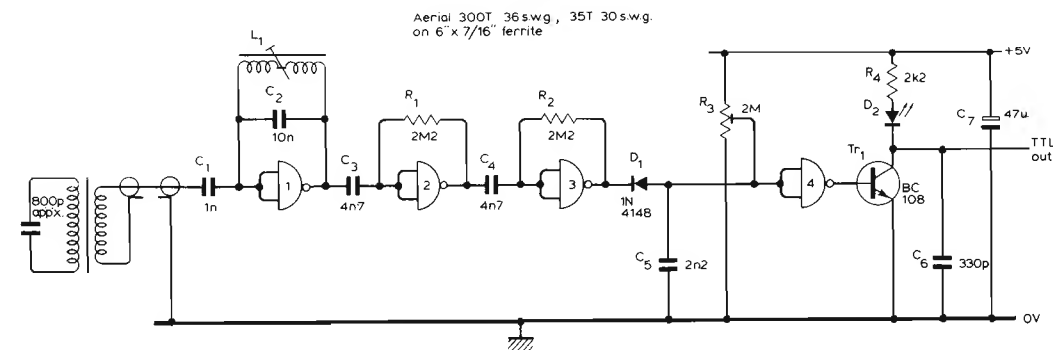 Aerial 300T 36 s.w.g., 35T 30 s.w.g.
on 6" x 7/16" ferrite
L1
C2
10n
R1
2M2
R2
2M2
R3
2M
+5V
R4
2k2
D2
C7
47u
TTL
out
Tr1
BC
108
C1
1n
1
C3
4n7
2
C4
4n7
3
D1
1N
4148
4
800p
appx.
C5
2n2
C6
330p
0V